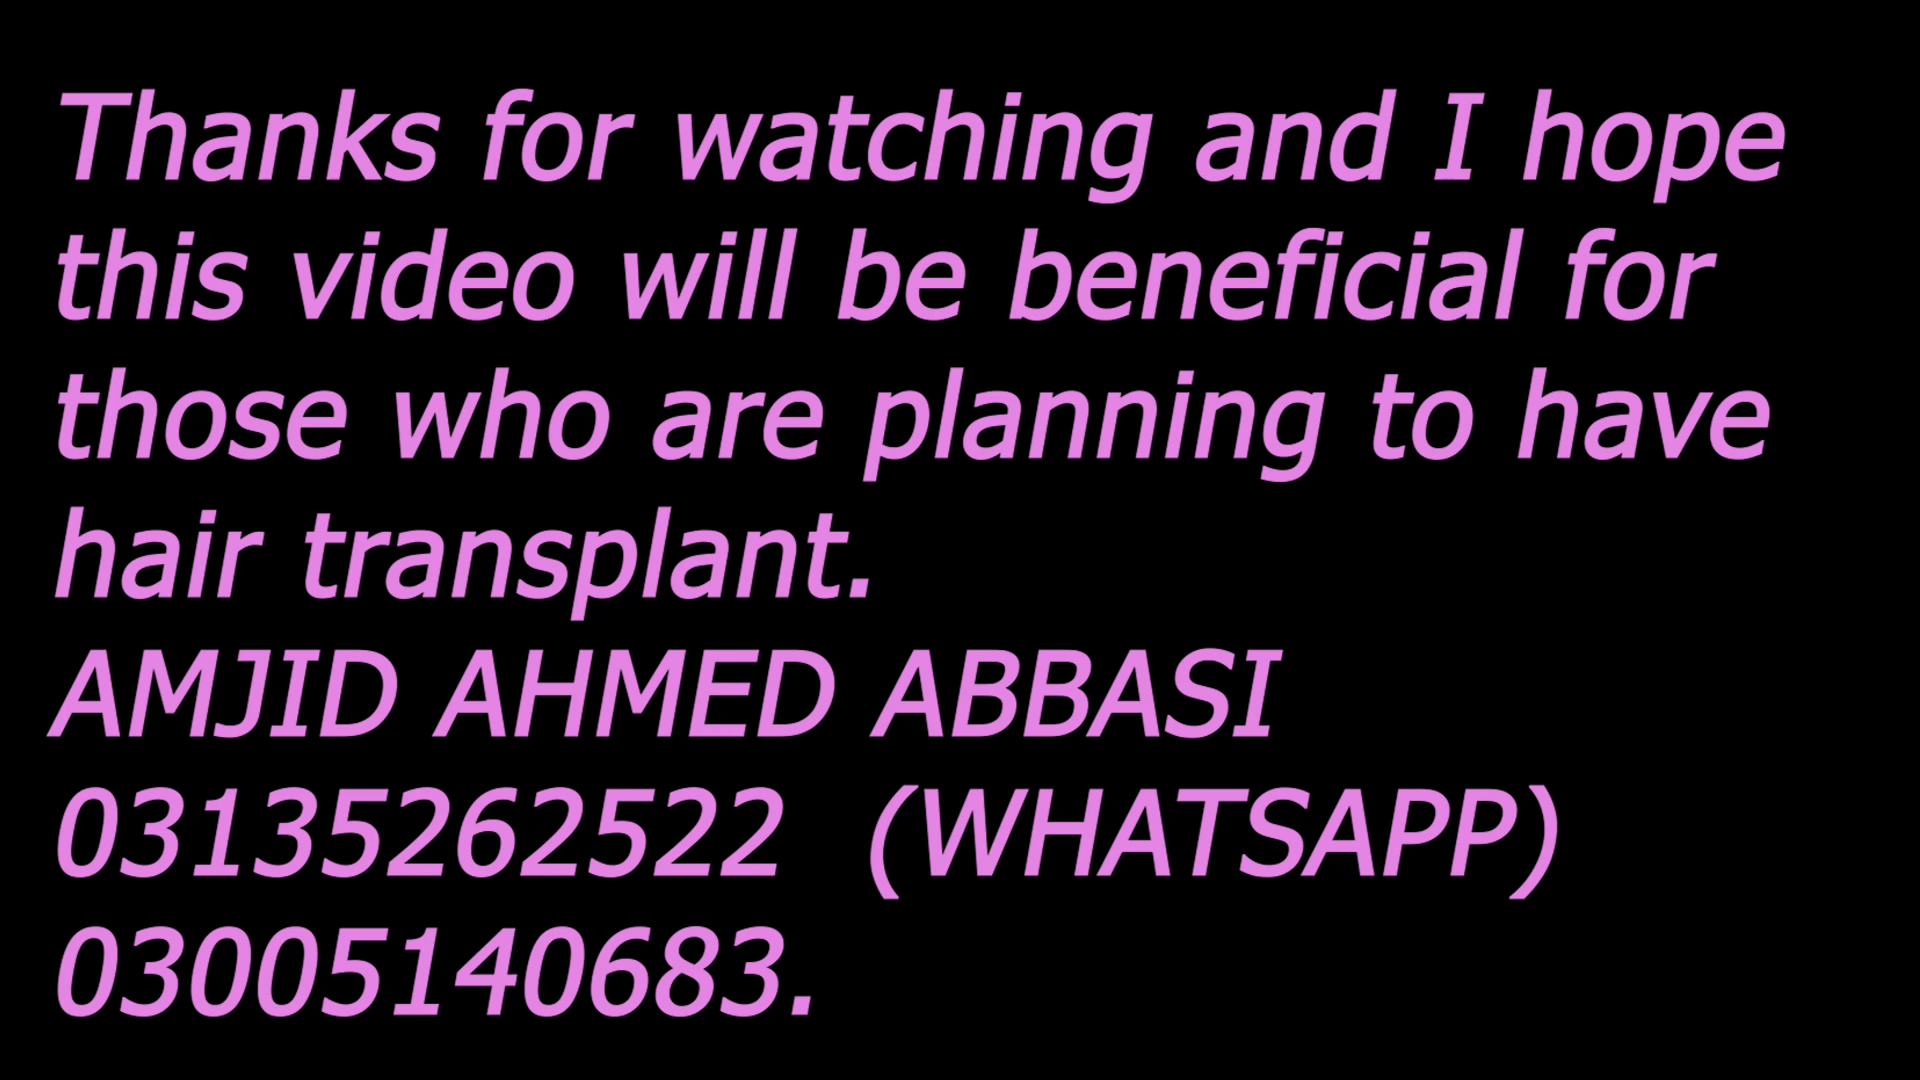 Thanks for watching and I hope
this video will be beneficial for
those who are planning to have
hair transplant.
AMJID AHMED ABBASI
03135262522  (WHATSAPP)
03005140683.